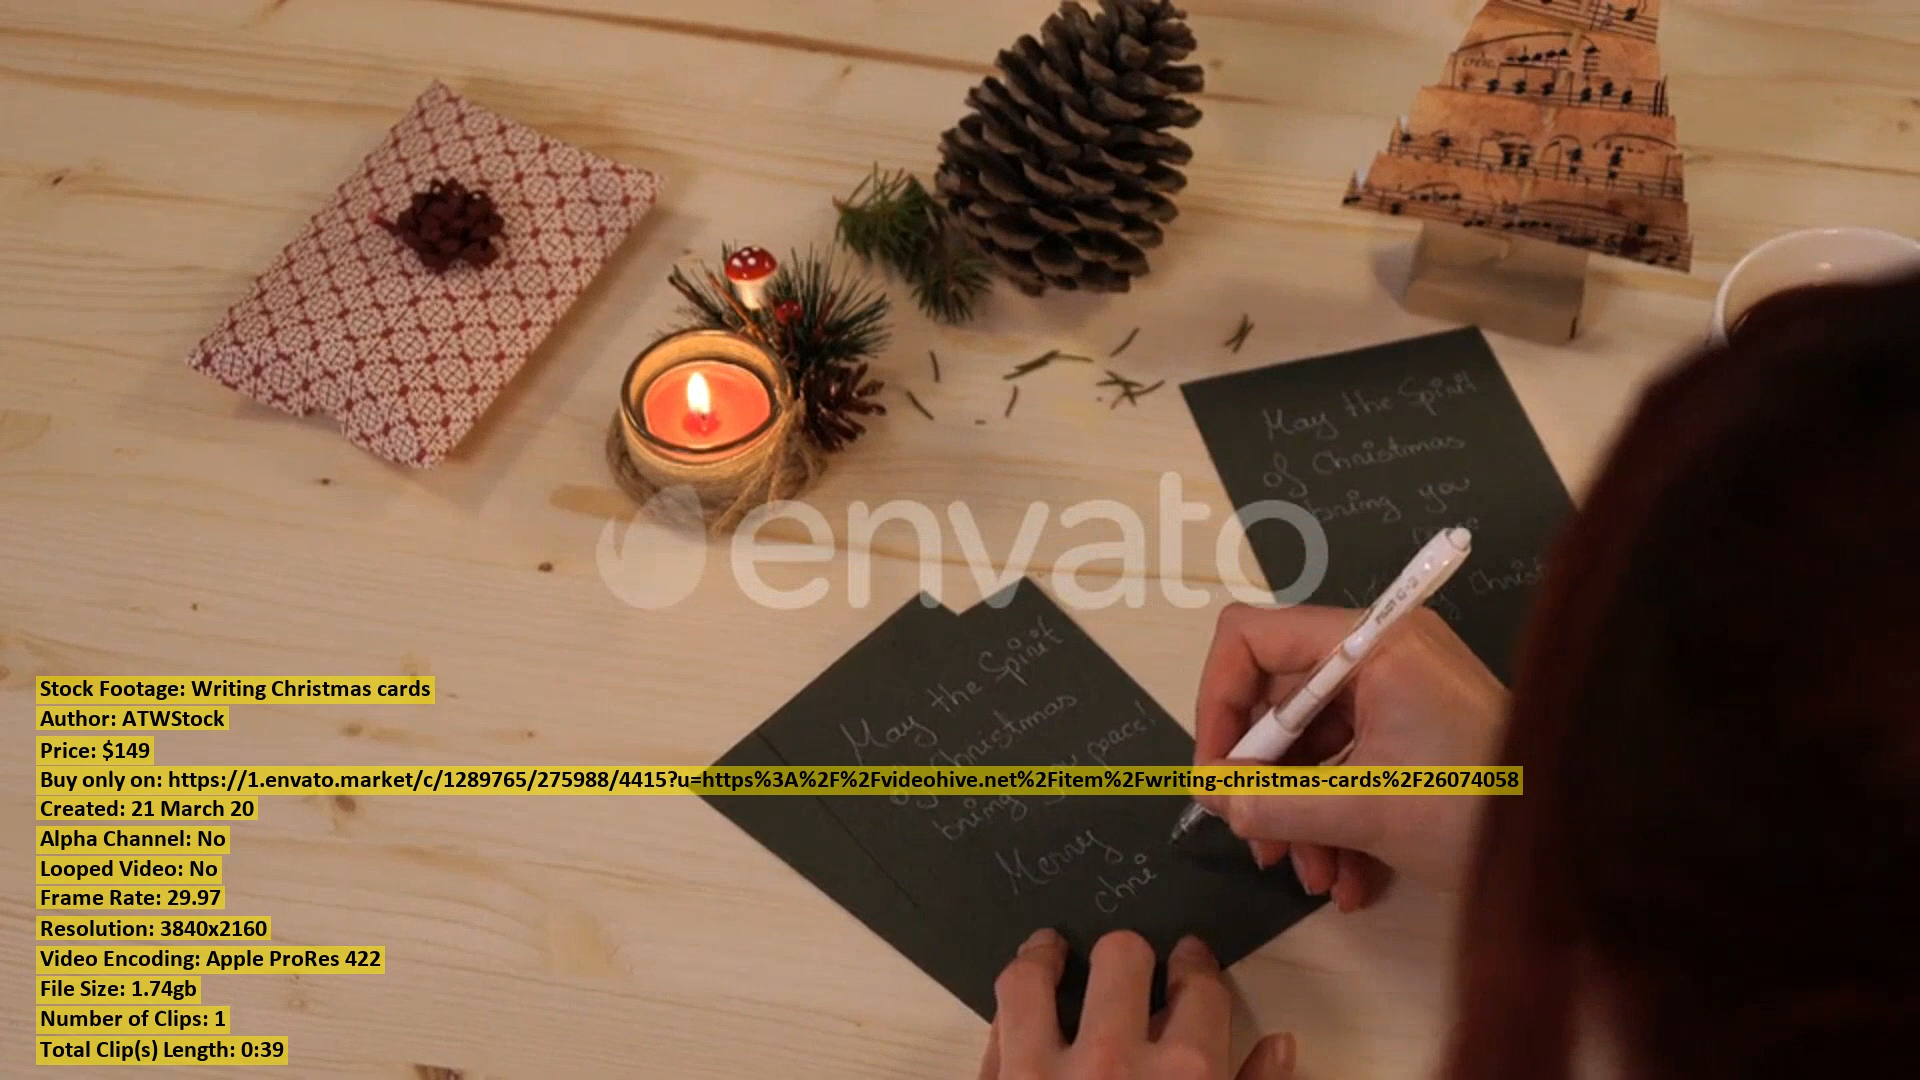 envato
May the Spirit
of Christmas
bring you
peace
Christ
PILOT G-2
May the Spirit
of Christmas
bring you peace!
Merry
chri
Stock Footage: Writing Christmas cards
Author: ATWStock
Price: $149
Buy only on: https://1.envato.market/c/1289765/275988/4415?u=https%3A%2F%2Fvideohive.net%2Fitem%2Fwriting-christmas-cards%2F26074058
Created: 21 March 20
Alpha Channel: No
Looped Video: No
Frame Rate: 29.97
Resolution: 3840x2160
Video Encoding: Apple ProRes 422
File Size: 1.74gb
Number of Clips: 1
Total Clip(s) Length: 0:39